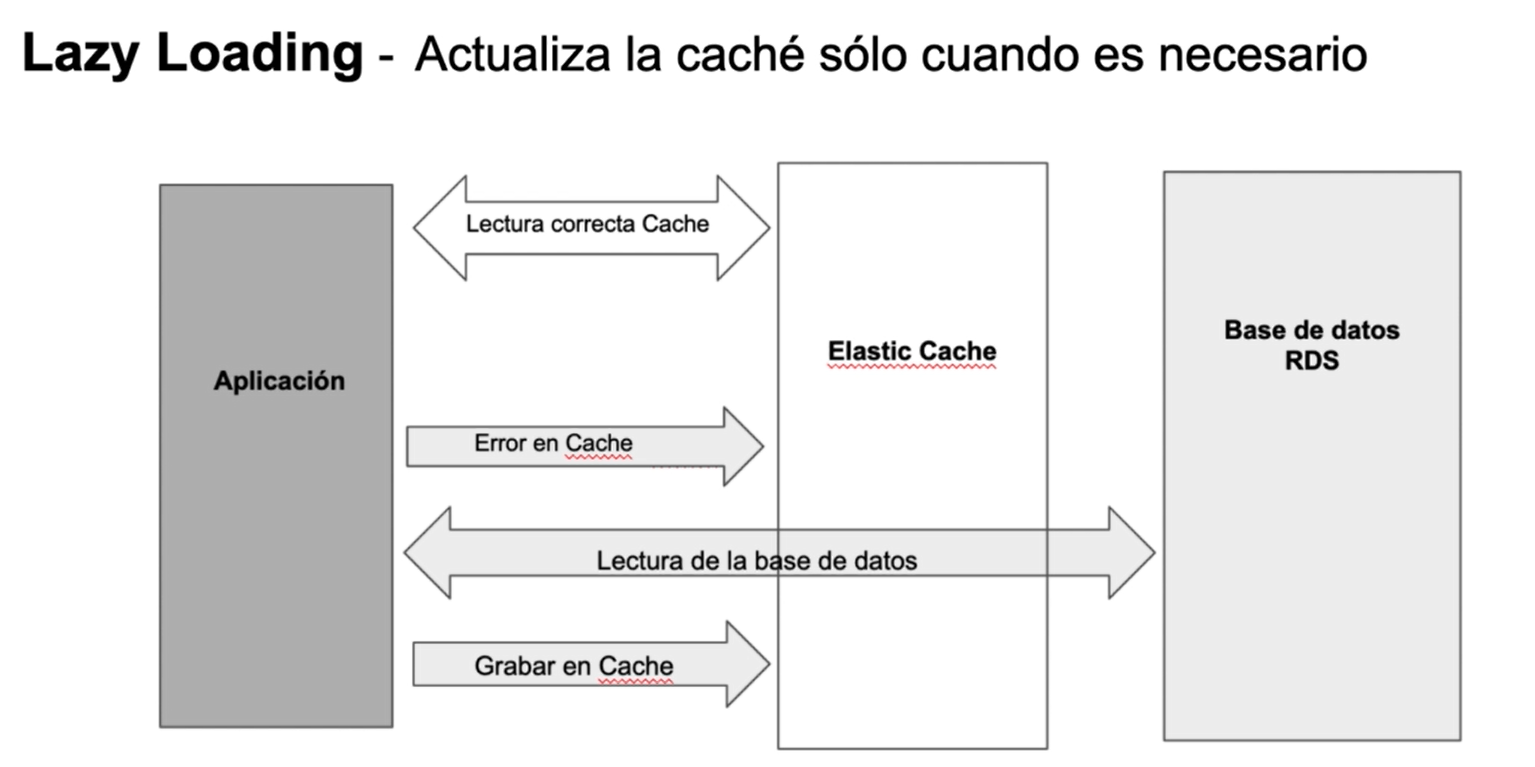 Lazy Loading - Actualiza la caché sólo cuando es necesario
Lectura correcta Cache
Elastic Cache
Base de datos
RDS
Aplicación
Error en Cache
Lectura de la base de datos
Grabar en Cache